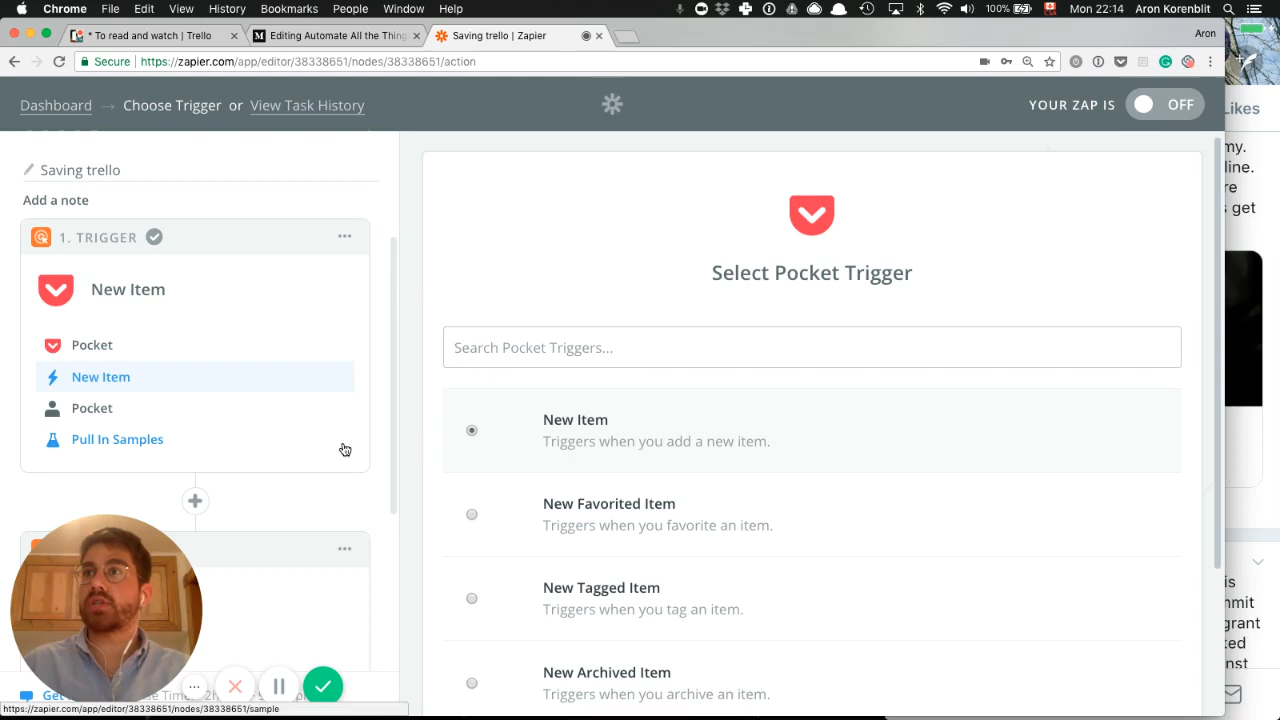 Chrome File Edit View History Bookmarks People Window Help 100% Mon 22:14 Aron Korenblit
* To read and watch | Trello
Editing Automate All the Thing
Saving trello | Zapier
Aron
Secure https://zapier.com/app/editor/38338651/nodes/38338651/action
Dashboard → Choose Trigger or View Task History
YOUR ZAP IS OFF
Likes
Saving trello
Add a note
1. TRIGGER
New Item
Pocket
New Item
Pocket
Pull In Samples
Select Pocket Trigger
Search Pocket Triggers...
New Item
Triggers when you add a new item.
New Favorited Item
Triggers when you favorite an item.
New Tagged Item
Triggers when you tag an item.
New Archived Item
Triggers when you archive an item.
my.
line.
re
s get
is
mmit
grant
ted
nst
https://zapier.com/app/editor/38338651/nodes/38338651/sample